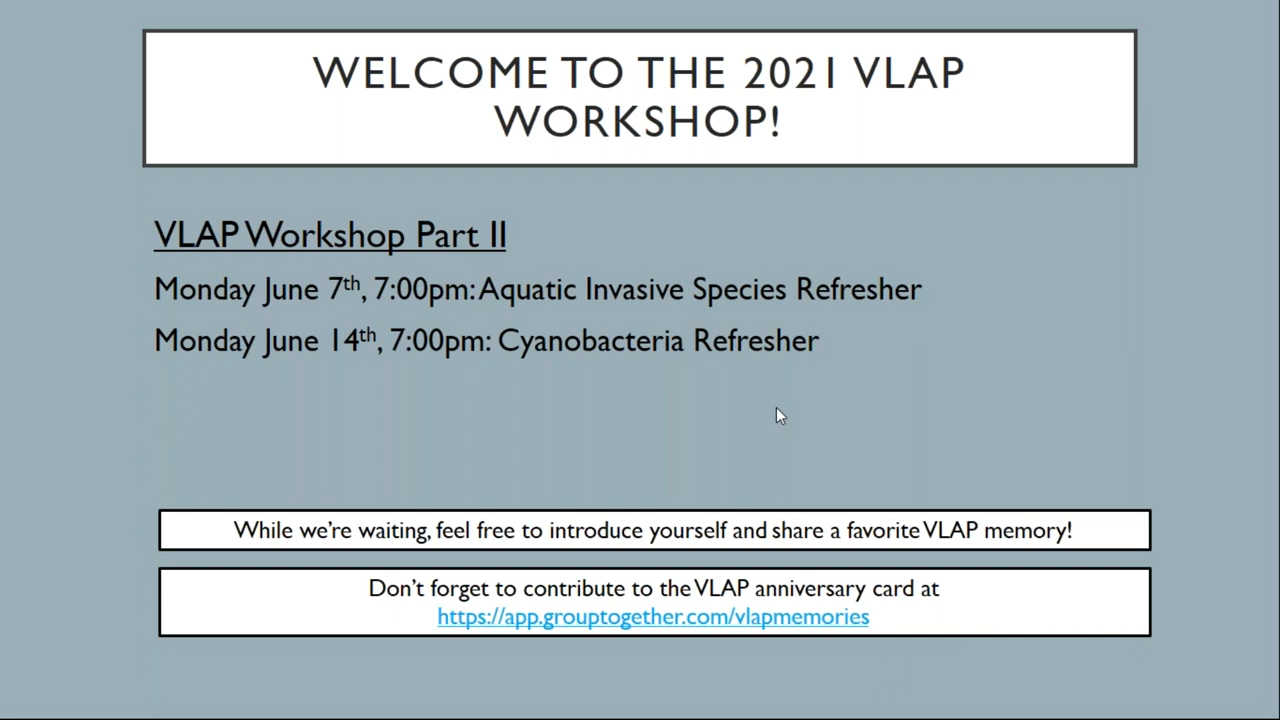 WELCOME TO THE 2021 VLAP
WORKSHOP!
VLAP Workshop Part II
Monday June 7th, 7:00pm: Aquatic Invasive Species Refresher
Monday June 14th, 7:00pm: Cyanobacteria Refresher
While we're waiting, feel free to introduce yourself and share a favorite VLAP memory!
Don't forget to contribute to the VLAP anniversary card at
https://app.grouptogether.com/vlapmemories